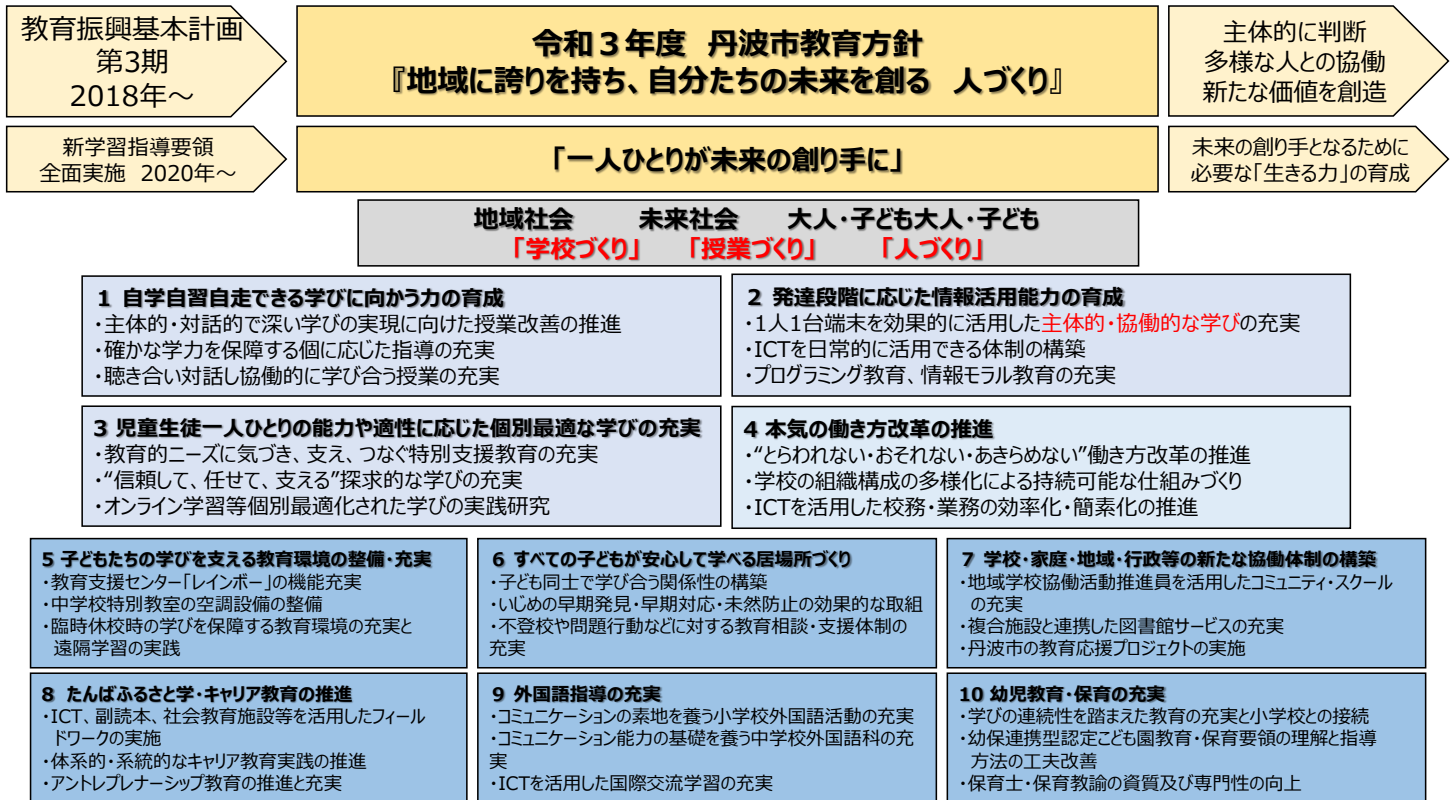 教育振興基本計画
第3期
2018年～
令和３年度 丹波市教育方針
『地域に誇りを持ち、自分たちの未来を創る 人づくり』
主体的に判断
多様な人との協働
新たな価値を創造
新学習指導要領
全面実施 2020年～
「一人ひとりが未来の創り手に」
未来の創り手となるために
必要な「生きる力」の育成
地域社会 未来社会 大人・子ども大人・子ども
「学校づくり」 「授業づくり」 「人づくり」
1 自学自習自走できる学びに向かう力の育成
・主体的・対話的で深い学びの実現に向けた授業改善の推進
・確かな学力を保障する個に応じた指導の充実
・聴き合い対話し協働的に学び合う授業の充実
2 発達段階に応じた情報活用能力の育成
・1人1台端末を効果的に活用した主体的・協働的な学びの充実
・ICTを日常的に活用できる体制の構築
・プログラミング教育、情報モラル教育の充実
3 児童生徒一人ひとりの能力や適性に応じた個別最適な学びの充実
・教育的ニーズに気づき、支え、つなぐ特別支援教育の充実
・“信頼して、任せて、支える”探求的な学びの充実
・オンライン学習等個別最適化された学びの実践研究
4 本気の働き方改革の推進
・“とらわれない・おそれない・あきらめない”働き方改革の推進
・学校の組織構成の多様化による持続可能な仕組みづくり
・ICTを活用した校務・業務の効率化・簡素化の推進
5 子どもたちの学びを支える教育環境の整備・充実
・教育支援センター「レインボー」の機能充実
・中学校特別教室の空調設備の整備
・臨時休校時の学びを保障する教育環境の充実と
遠隔学習の実践
6 すべての子どもが安心して学べる居場所づくり
・子ども同士で学び合う関係性の構築
・いじめの早期発見・早期対応・未然防止の効果的な取組
・不登校や問題行動などに対する教育相談・支援体制の
充実
7 学校・家庭・地域・行政等の新たな協働体制の構築
・地域学校協働活動推進員を活用したコミュニティ・スクール
の充実
・複合施設と連携した図書館サービスの充実
・丹波市の教育応援プロジェクトの実施
8 たんばふるさと学・キャリア教育の推進
・ICT、副読本、社会教育施設等を活用したフィール
ドワークの実施
・体系的・系統的なキャリア教育実践の推進
・アントレプレナーシップ教育の推進と充実
9 外国語指導の充実
・コミュニケーションの素地を養う小学校外国語活動の充実
・コミュニケーション能力の基礎を養う中学校外国語科の充
実
・ICTを活用した国際交流学習の充実
10 幼児教育・保育の充実
・学びの連続性を踏まえた教育の充実と小学校との接続
・幼保連携型認定こども園教育・保育要領の理解と指導
方法の工夫改善
・保育士・保育教諭の資質及び専門性の向上